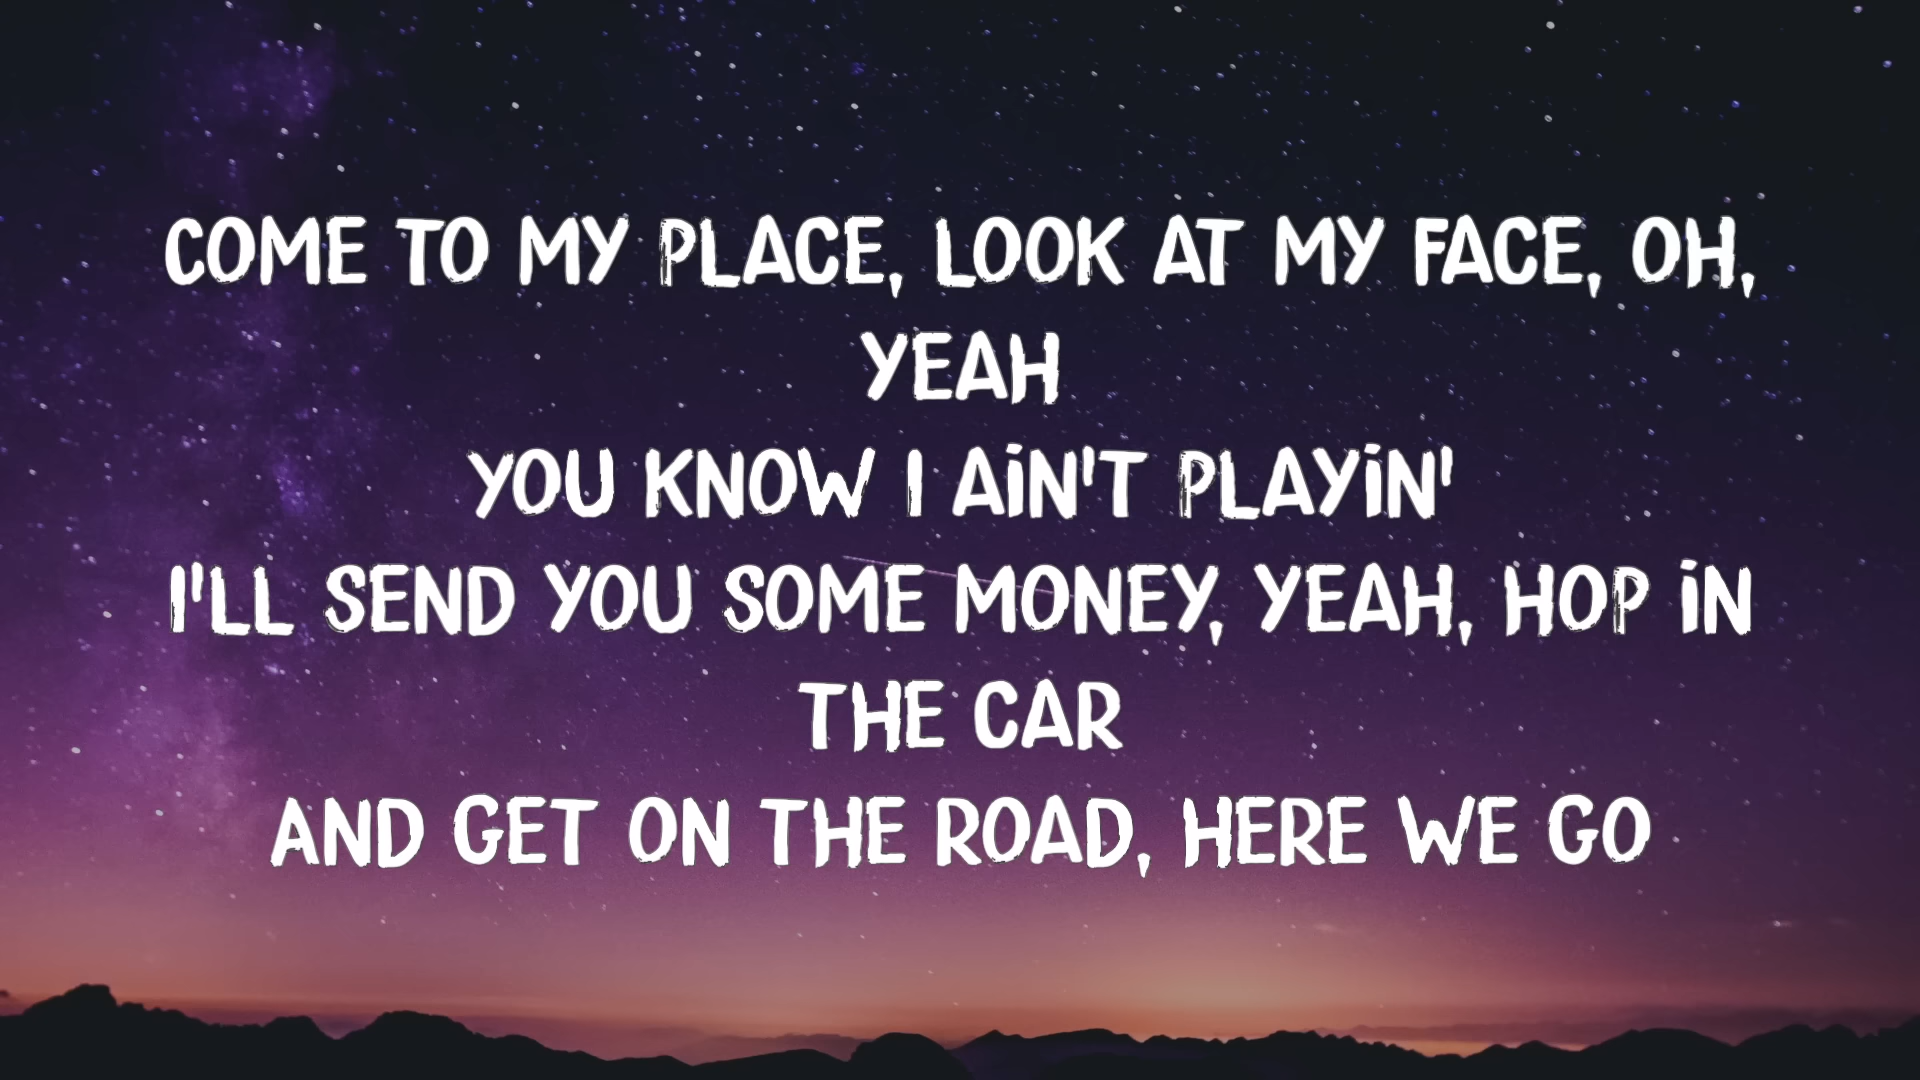 COME TO MY PLACE, LOOK AT MY FACE, OH,
YEAH
YOU KNOW I AiN'T PLAYiN'
I'LL SEND YOU SOME MONEY, YEAH, HOP iN
THE CAR
AND GET ON THE ROAD, HERE WE GO